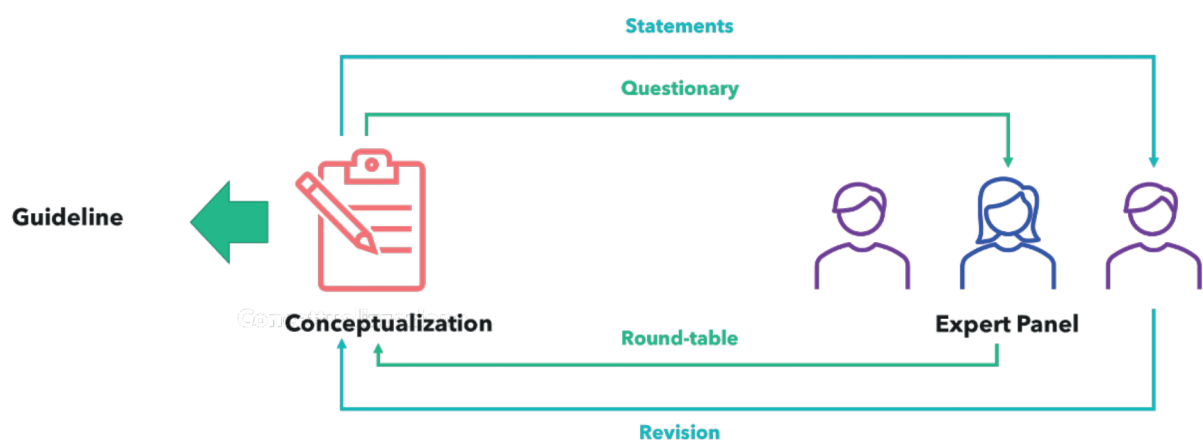 Statements
Questionary
Guideline
Conceptualization
Expert Panel
Round-table
Revision